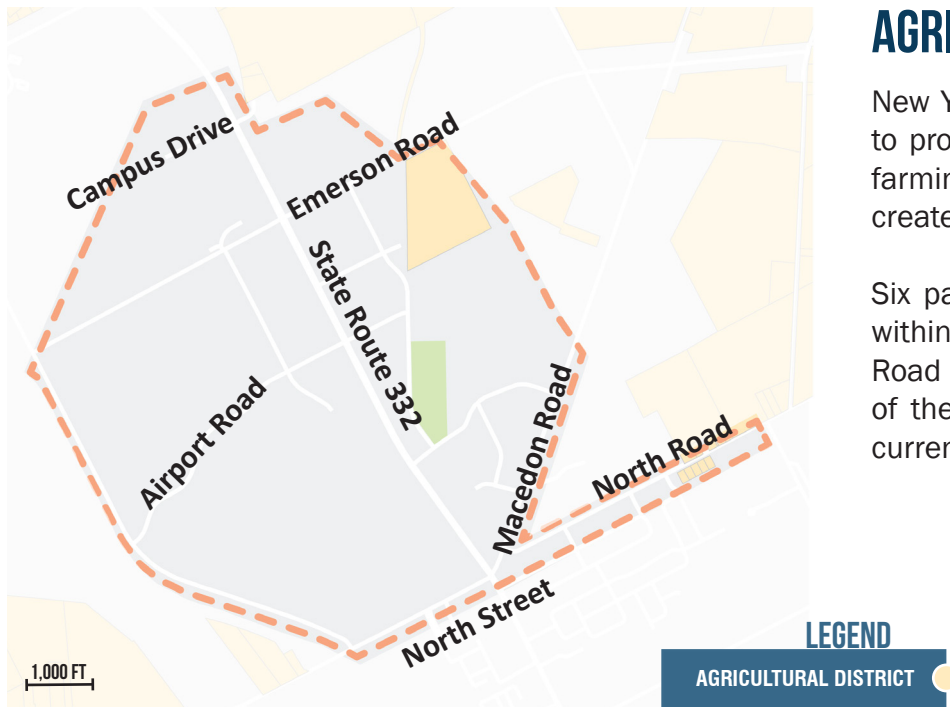 AGRI
New Y
to pro
farmin
create
Six pa
within
Road
of the
curren
Campus Drive
Emerson Road
State Route 332
Airport Road
Macedon Road
North Road
North Street
1,000 FT
LEGEND
AGRICULTURAL DISTRICT